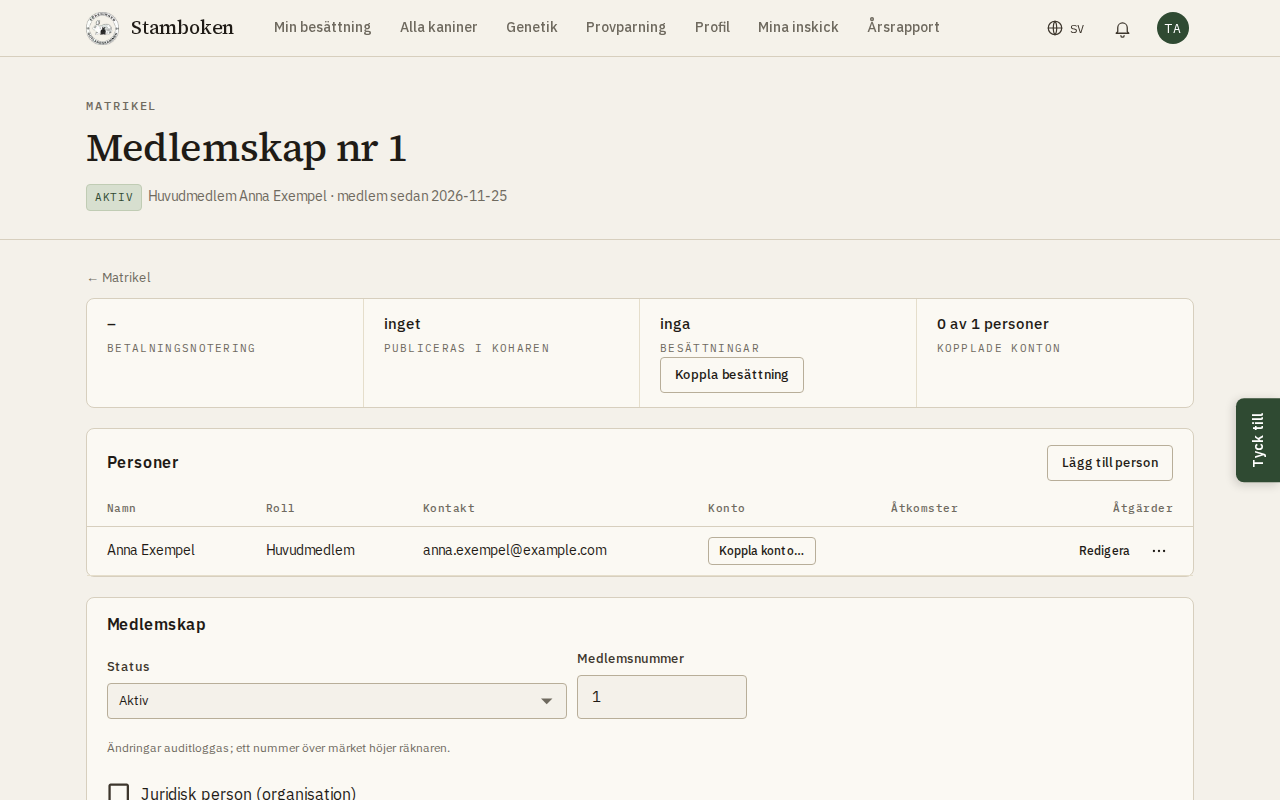 Stamboken
Min besättning
Alla kaniner
Genetik
Provparning
Profil
Mina inskick
Årsrapport
SV
TA
MATRIKEL
Medlemskap nr 1
AKTIV Huvudmedlem Anna Exempel · medlem sedan 2026-11-25
← Matrikel
–
BETALNINGSNOTERING
inget
PUBLICERAS I KOHAREN
inga
BESÄTTNINGAR
Koppla besättning
0 av 1 personer
KOPPLADE KONTON
Tyck till
Personer
Lägg till person
Namn Roll Kontakt Konto Åtkomster Åtgärder
Anna Exempel Huvudmedlem anna.exempel@example.com Koppla konto… Redigera ···
Medlemskap
Status
Aktiv
Medlemsnummer
1
Ändringar auditloggas; ett nummer över märket höjer räknaren.
Juridisk person (organisation)